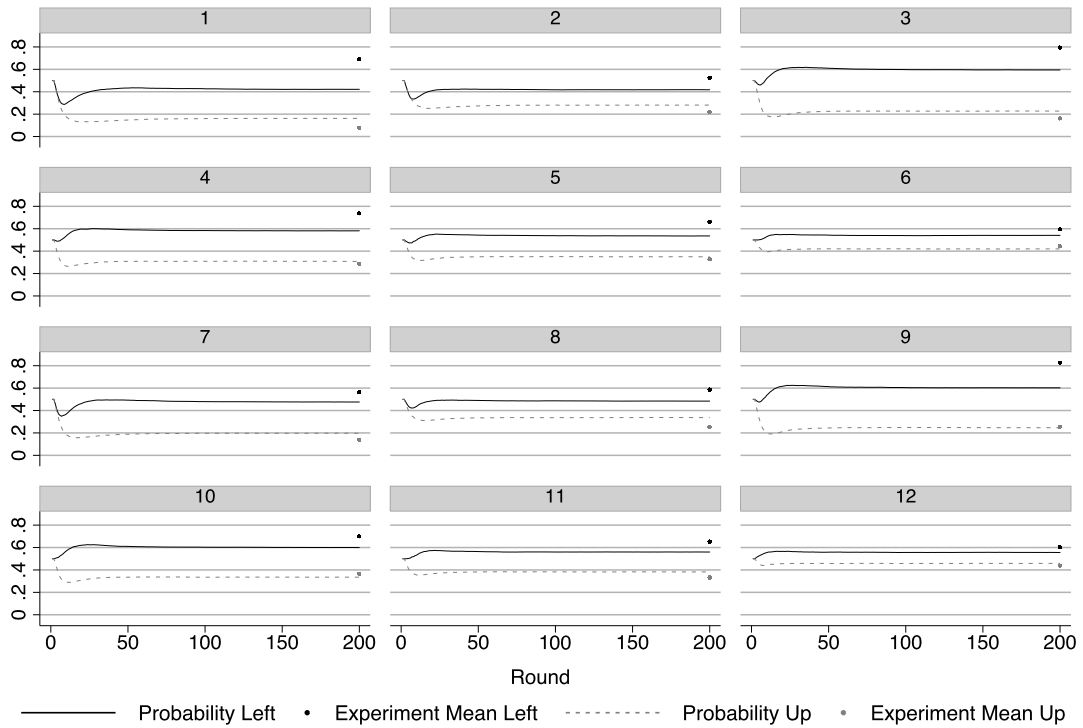 1 2 3
0 .2 .4 .6 .8
4 5 6
0 .2 .4 .6 .8
7 8 9
0 .2 .4 .6 .8
10 11 12
0 .2 .4 .6 .8
0 50 100 150 200 0 50 100 150 200 0 50 100 150 200
Round
Probability Left Experiment Mean Left Probability Up Experiment Mean Up